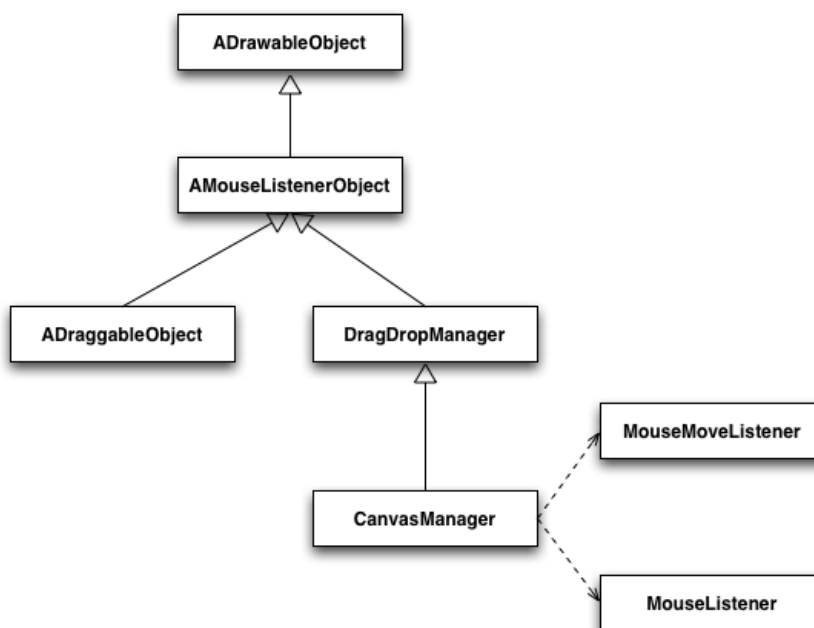 ADrawableObject
AMouseListenerObject
ADraggableObject
DragDropManager
MouseMoveListener
CanvasManager
MouseListener